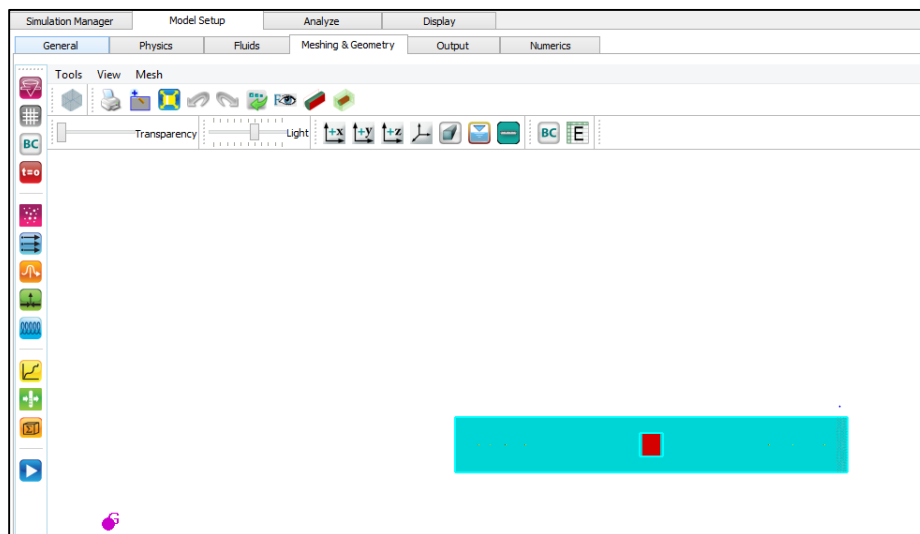 Simulation Manager Model Setup Analyze Display
General Physics Fluids Meshing & Geometry Output Numerics
Tools View Mesh
Transparency Light +x +y +z BC E
BC
t=0
Σ
G